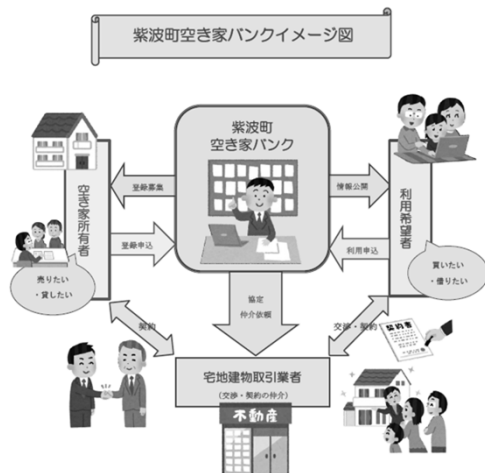 紫波町空き家バンクイメージ図
紫波町
空き家バンク
登録募集
情報公開
空き家所有者
利用希望者
登録申込
利用申込
売りたい
・貸したい
買いたい
・借りたい
協定
仲介依頼
契約
交渉・契約
契約書
宅地建物取引業者
(交渉・契約の仲介)
不動産